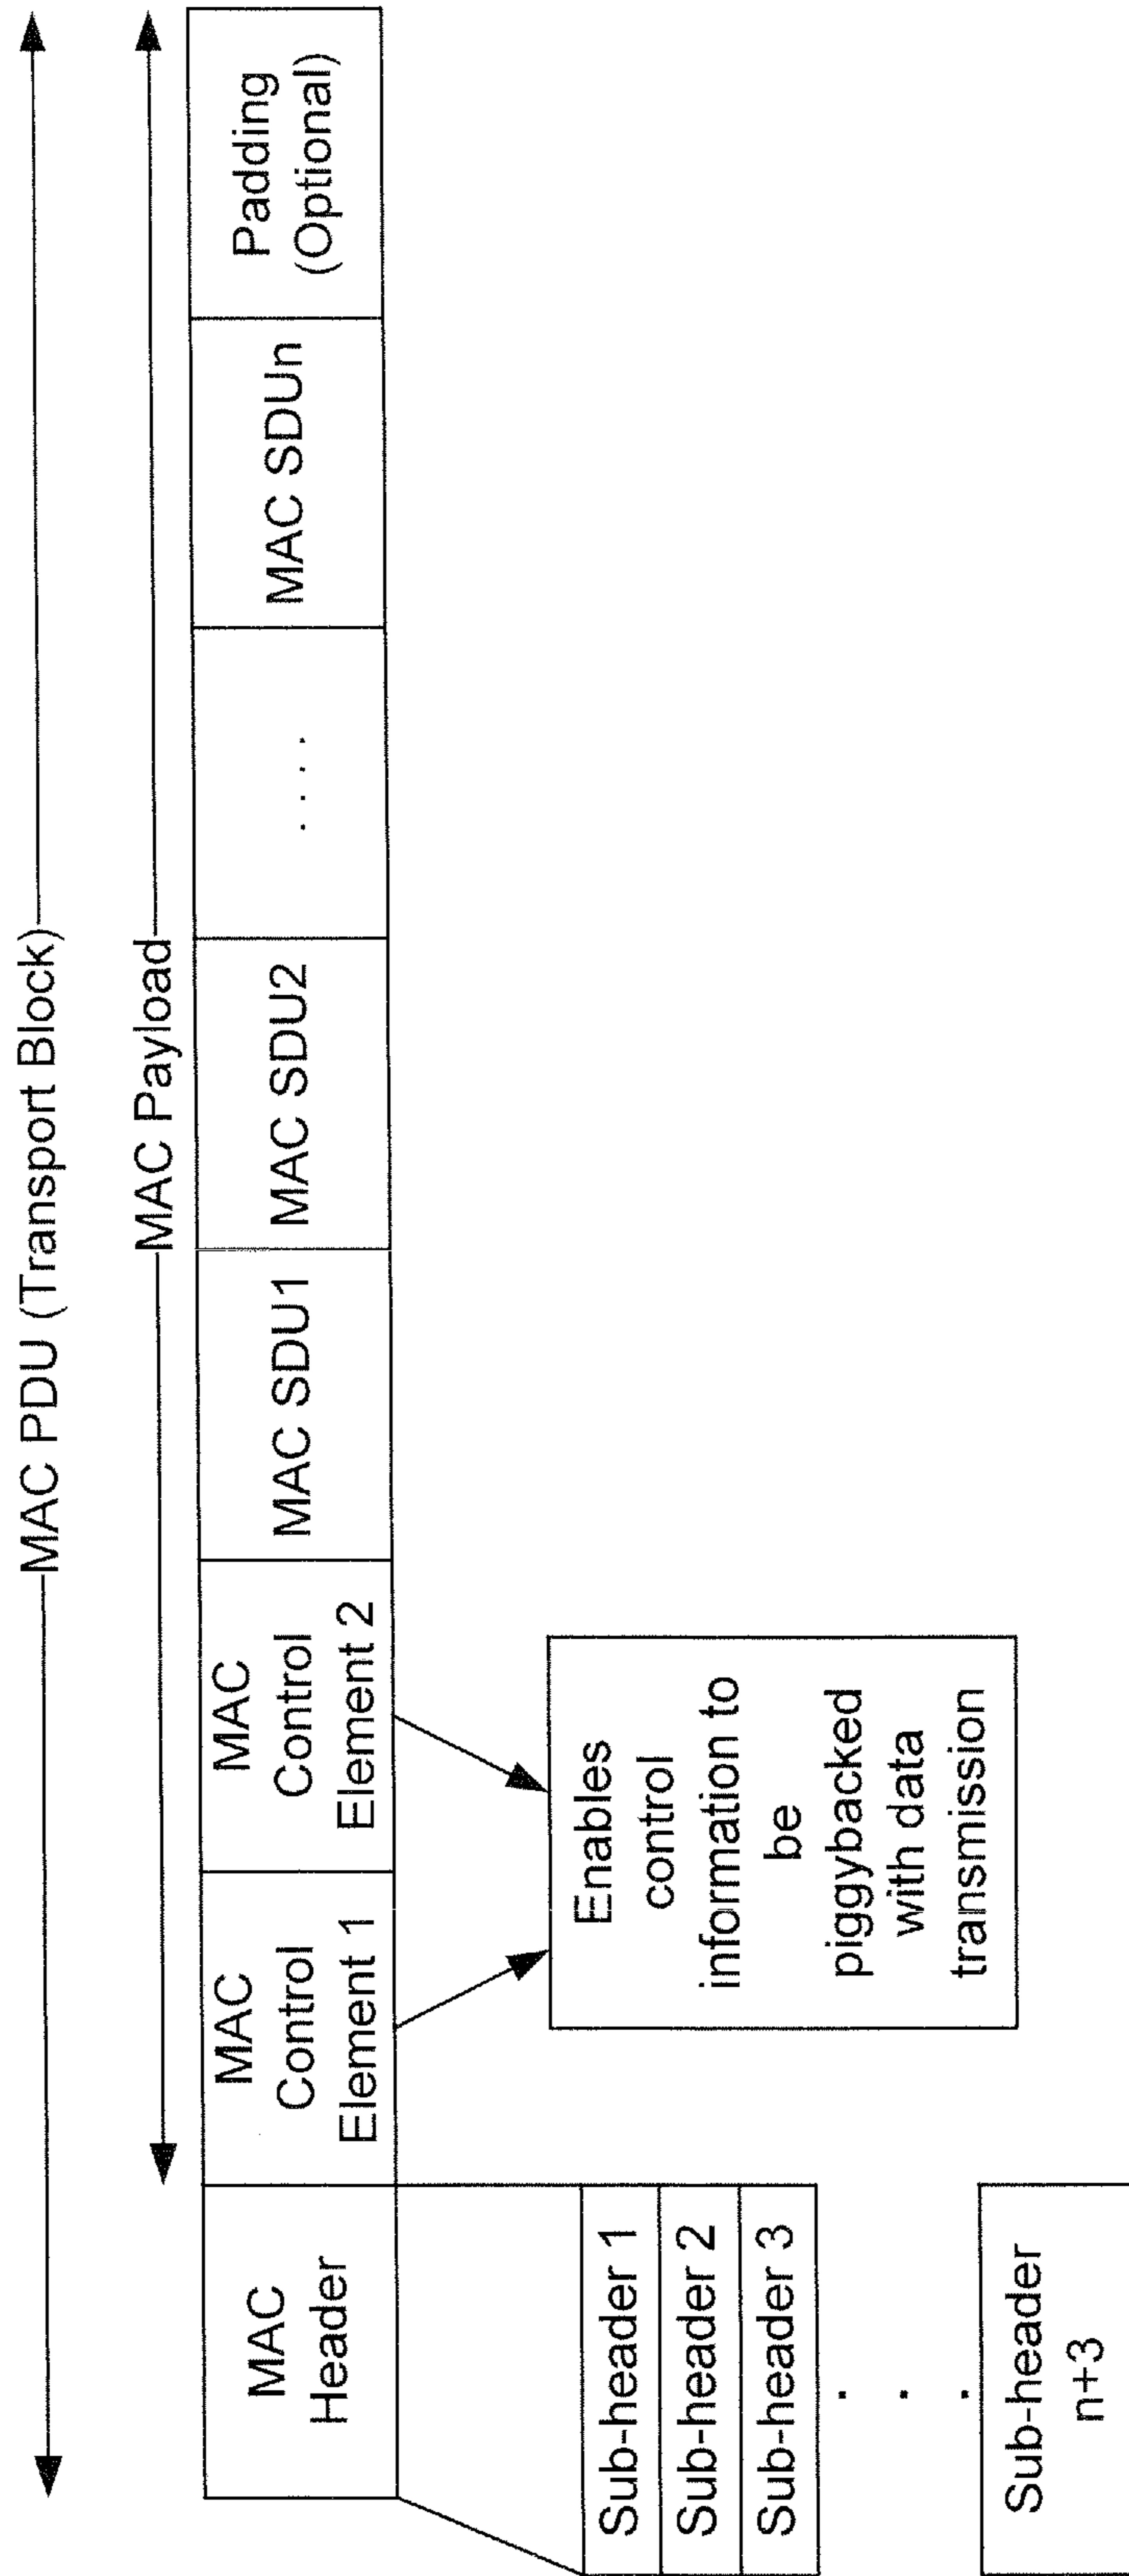 MAC PDU (Transport Block)
MAC Payload
MAC
Header
MAC
Control
Element 1
MAC
Control
Element 2
MAC SDU1
MAC SDU2
. . . .
MAC SDUn
Padding
(Optional)
Sub-header 1
Sub-header 2
Sub-header 3
. . .
Sub-header
n+3
Enables
control
information to
be
piggybacked
with data
transmission